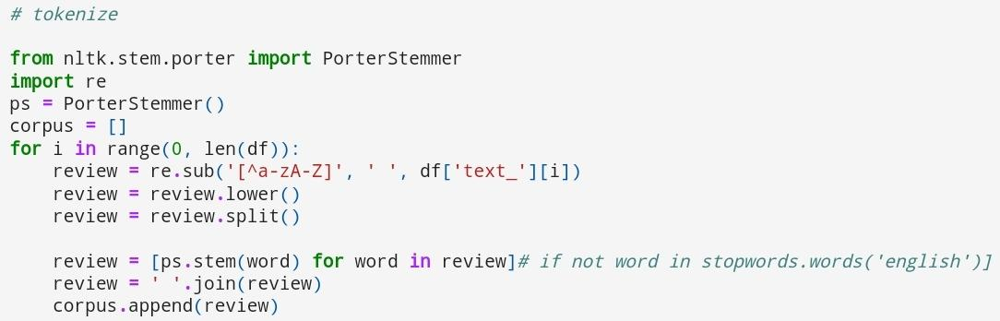 # tokenize
from nltk.stem.porter import PorterStemmer
import re
ps = PorterStemmer()
corpus = []
for i in range(0, len(df)):
    review = re.sub('[^a-zA-Z]', ' ', df['text_'][i])
    review = review.lower()
    review = review.split()
    review = [ps.stem(word) for word in review]# if not word in stopwords.words('english')]
    review = ' '.join(review)
    corpus.append(review)